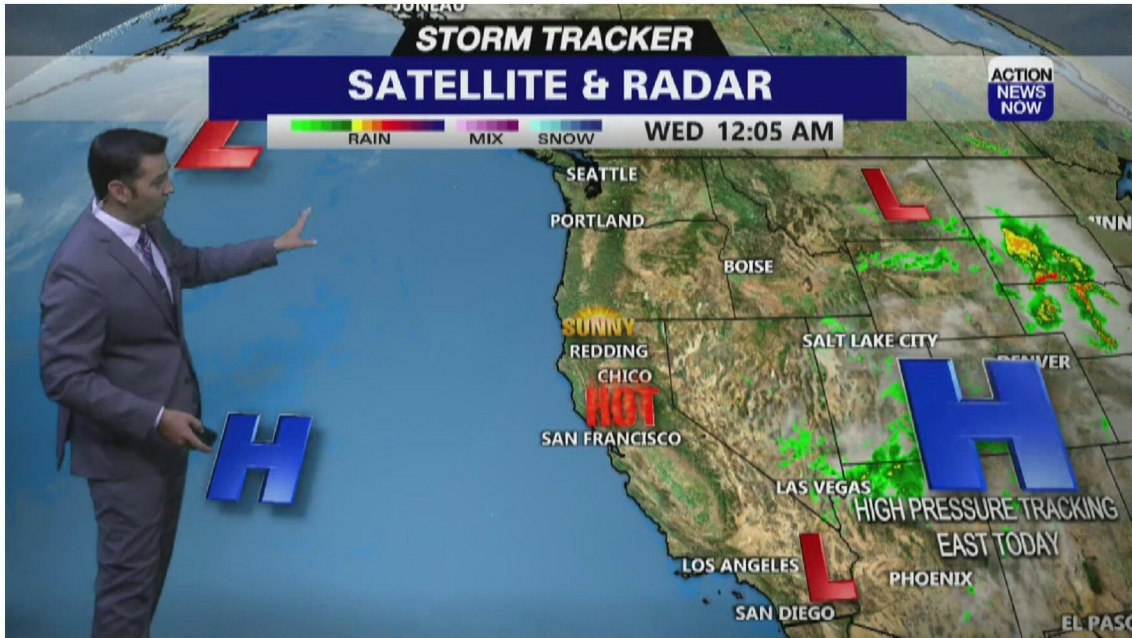 JUNEAU
STORM TRACKER
SATELLITE & RADAR
ACTION
NEWS
NOW
RAIN
MIX
SNOW
WED 12:05 AM
L
SEATTLE
L
PORTLAND
BOISE
SUNNY
REDDING
SALT LAKE CITY
DENVER
CHICO
HOT
SAN FRANCISCO
H
H
LAS VEGAS
HIGH PRESSURE TRACKING
EAST TODAY
LOS ANGELES
L
PHOENIX
SAN DIEGO
EL PASO